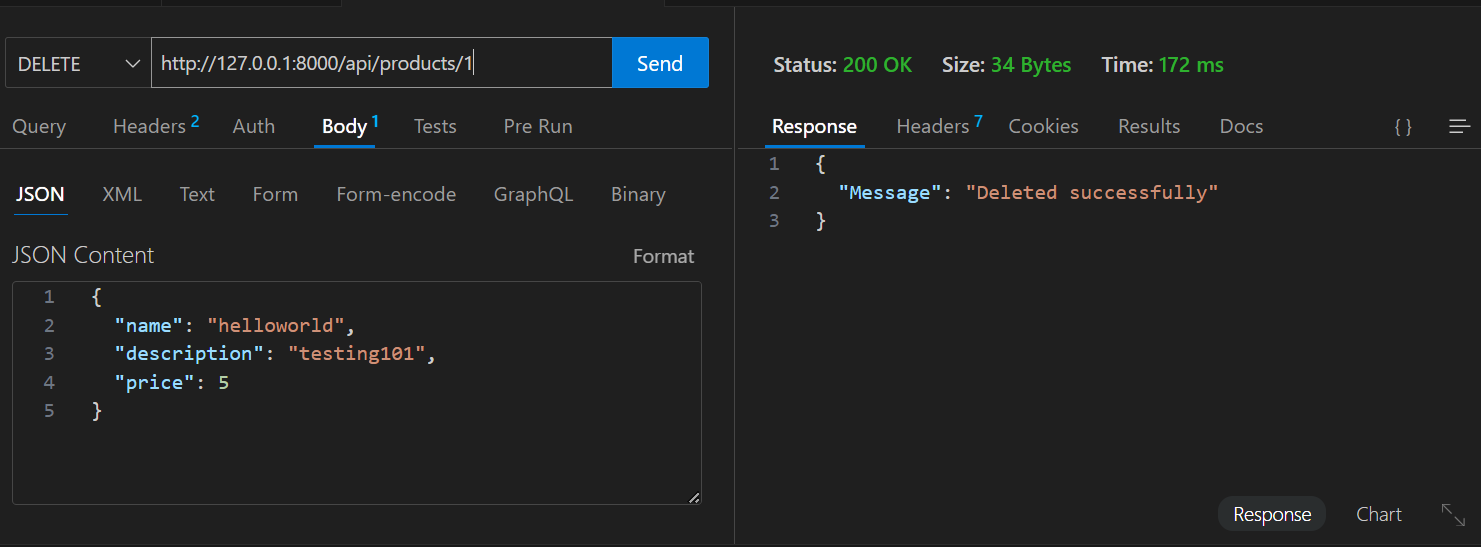 DELETE http://127.0.0.1:8000/api/products/1 Send
Query Headers 2 Auth Body 1 Tests Pre Run
JSON XML Text Form Form-encode GraphQL Binary
JSON Content Format
1 {
2 "name": "helloworld",
3 "description": "testing101",
4 "price": 5
5 }
Status: 200 OK Size: 34 Bytes Time: 172 ms
Response Headers 7 Cookies Results Docs { }
1 {
2 "Message": "Deleted successfully"
3 }
Response Chart